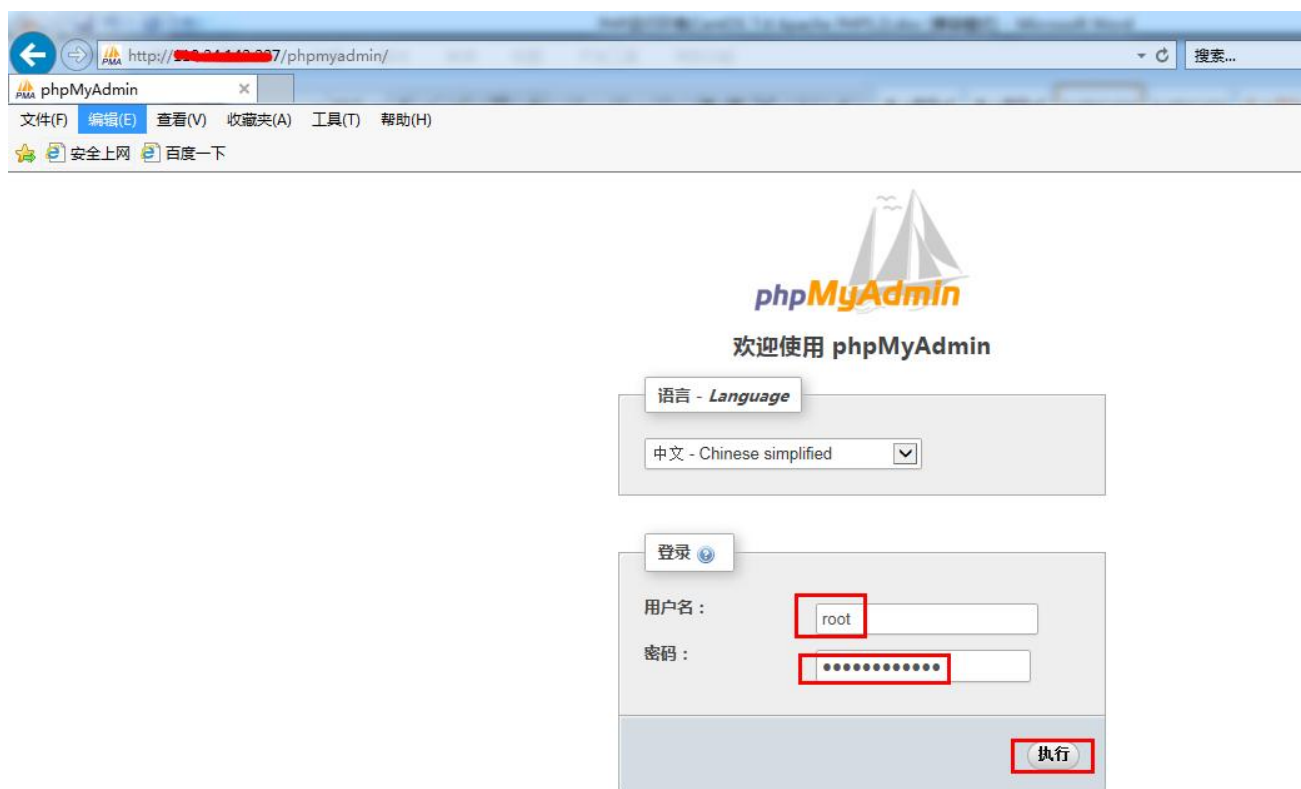 http:// 7/phpmyadmin/
搜索...
phpMyAdmin
文件(F) 编辑(E) 查看(V) 收藏夹(A) 工具(T) 帮助(H)
安全上网 百度一下
phpMyAdmin
欢迎使用 phpMyAdmin
语言 - Language
中文 - Chinese simplified
登录
用户名：
root
密码：
••••••••••••
执行